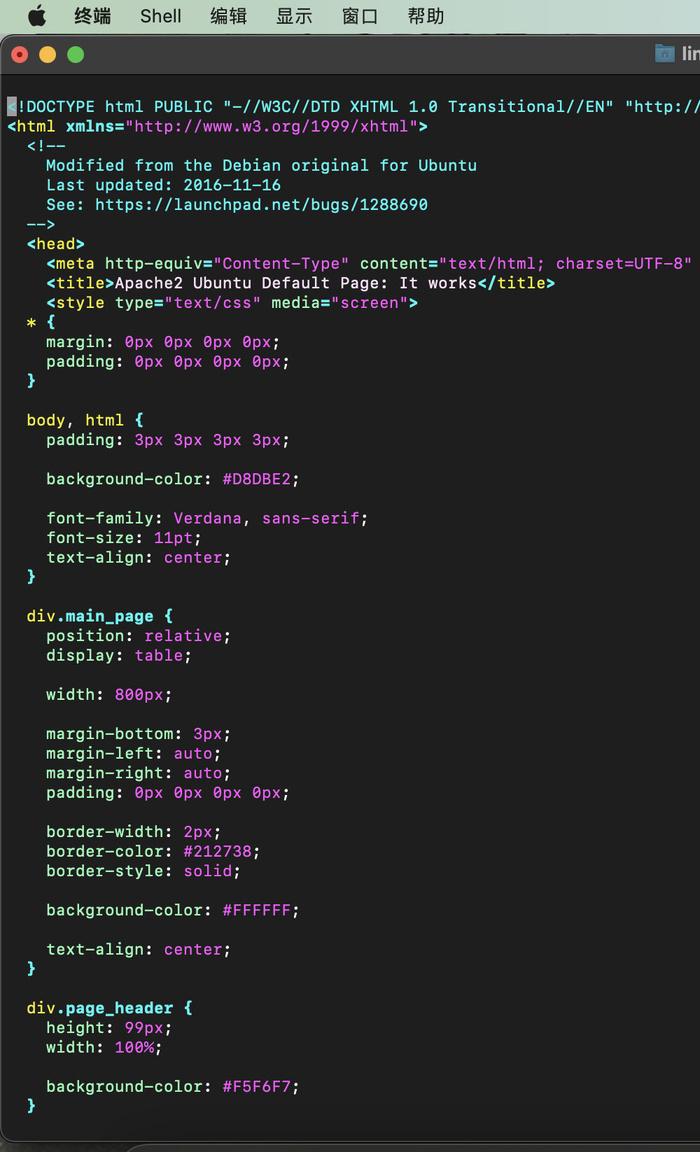 终端 Shell 编辑 显示 窗口 帮助
<!DOCTYPE html PUBLIC "-//W3C//DTD XHTML 1.0 Transitional//EN" "http://
<html xmlns="http://www.w3.org/1999/xhtml">
  <!--
    Modified from the Debian original for Ubuntu
    Last updated: 2016-11-16
    See: https://launchpad.net/bugs/1288690
  -->
  <head>
    <meta http-equiv="Content-Type" content="text/html; charset=UTF-8"
    <title>Apache2 Ubuntu Default Page: It works</title>
    <style type="text/css" media="screen">
  * {
    margin: 0px 0px 0px 0px;
    padding: 0px 0px 0px 0px;
  }

  body, html {
    padding: 3px 3px 3px 3px;

    background-color: #D8DBE2;

    font-family: Verdana, sans-serif;
    font-size: 11pt;
    text-align: center;
  }

  div.main_page {
    position: relative;
    display: table;

    width: 800px;

    margin-bottom: 3px;
    margin-left: auto;
    margin-right: auto;
    padding: 0px 0px 0px 0px;

    border-width: 2px;
    border-color: #212738;
    border-style: solid;

    background-color: #FFFFFF;

    text-align: center;
  }

  div.page_header {
    height: 99px;
    width: 100%;

    background-color: #F5F6F7;
  }